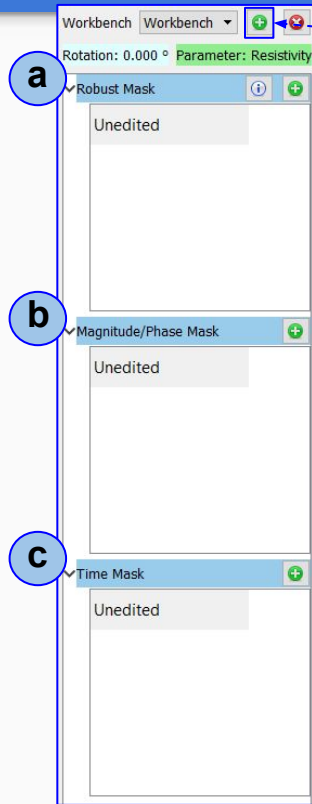 Workbench Workbench
Rotation: 0.000 º Parameter: Resistivity
a
Robust Mask
Unedited
b
Magnitude/Phase Mask
Unedited
c
Time Mask
Unedited